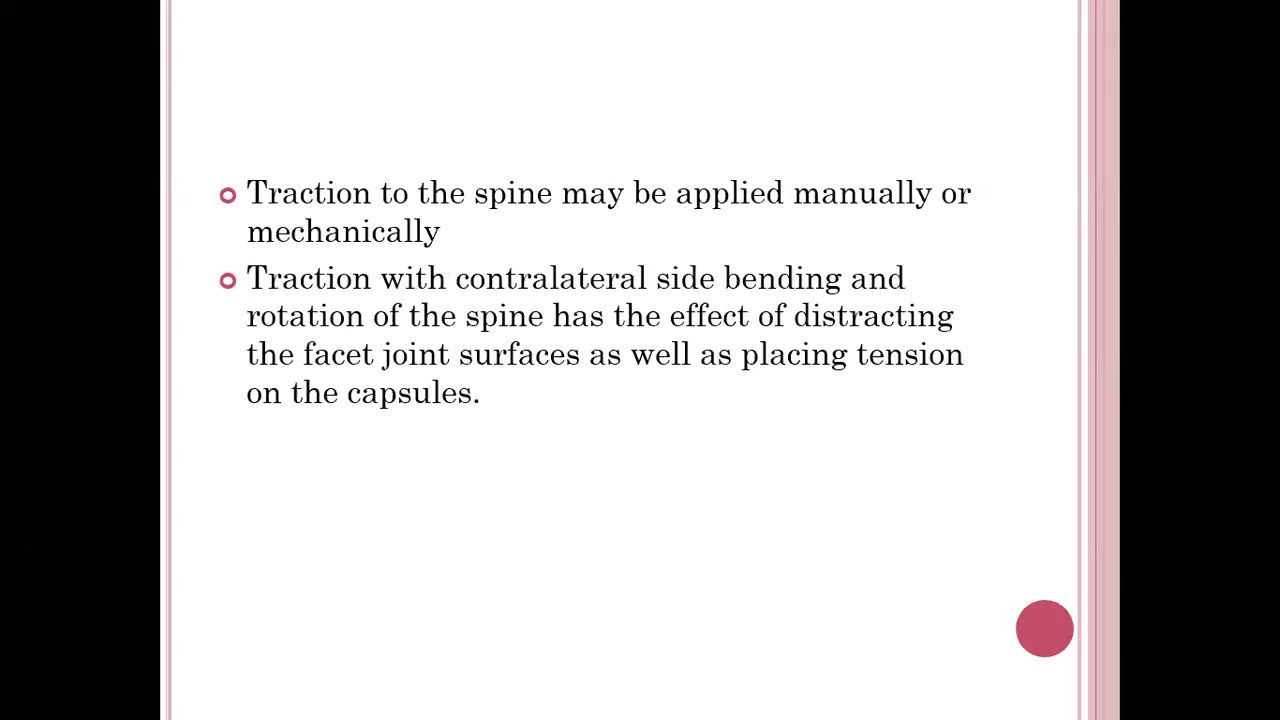 Traction to the spine may be applied manually or
mechanically
Traction with contralateral side bending and
rotation of the spine has the effect of distracting
the facet joint surfaces as well as placing tension
on the capsules.